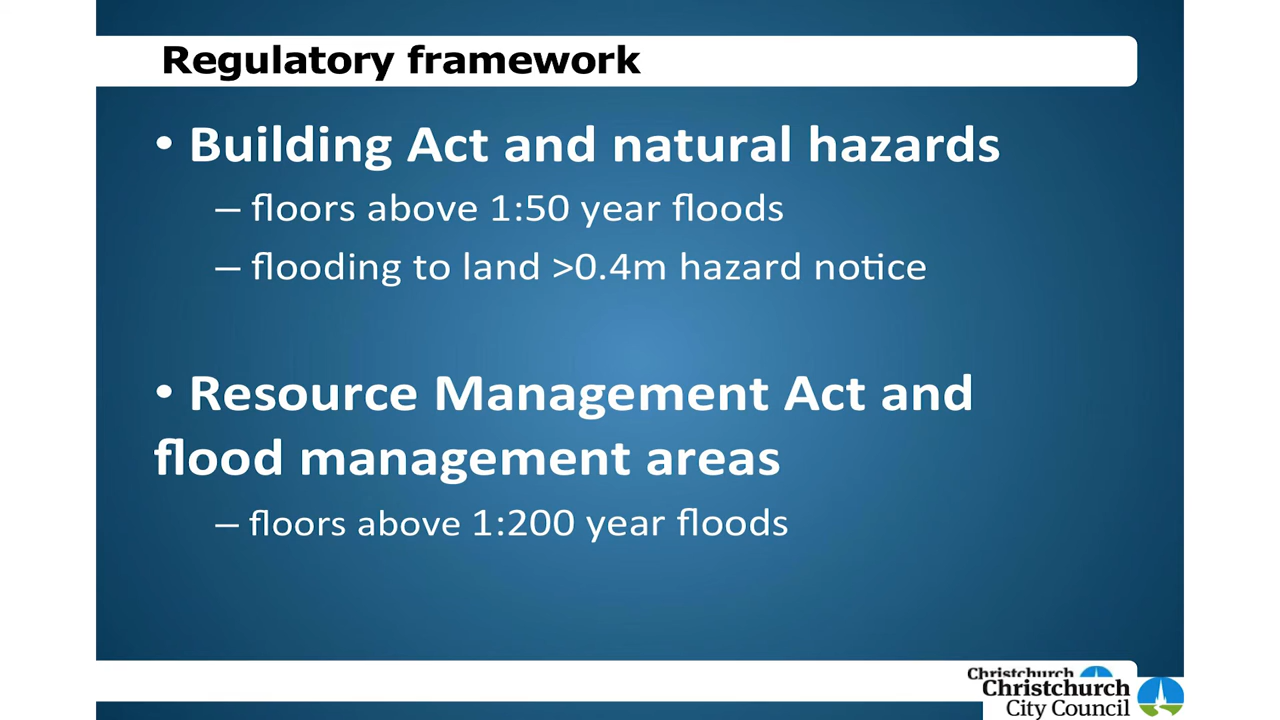 Regulatory framework
• Building Act and natural hazards
– floors above 1:50 year floods
– flooding to land >0.4m hazard notice
• Resource Management Act and
flood management areas
– floors above 1:200 year floods
Christchurch
Christchurch
City Council